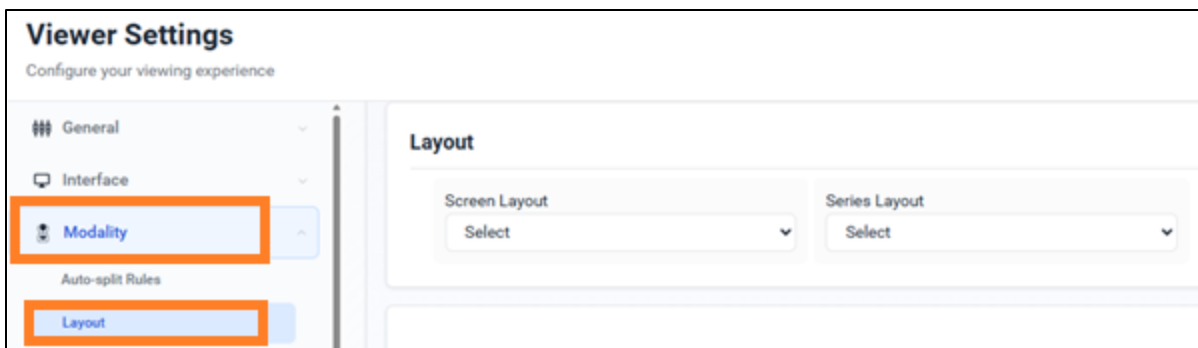 Viewer Settings
Configure your viewing experience
General
Interface
Modality
Auto-split Rules
Layout
Layout
Screen Layout
Select
Series Layout
Select